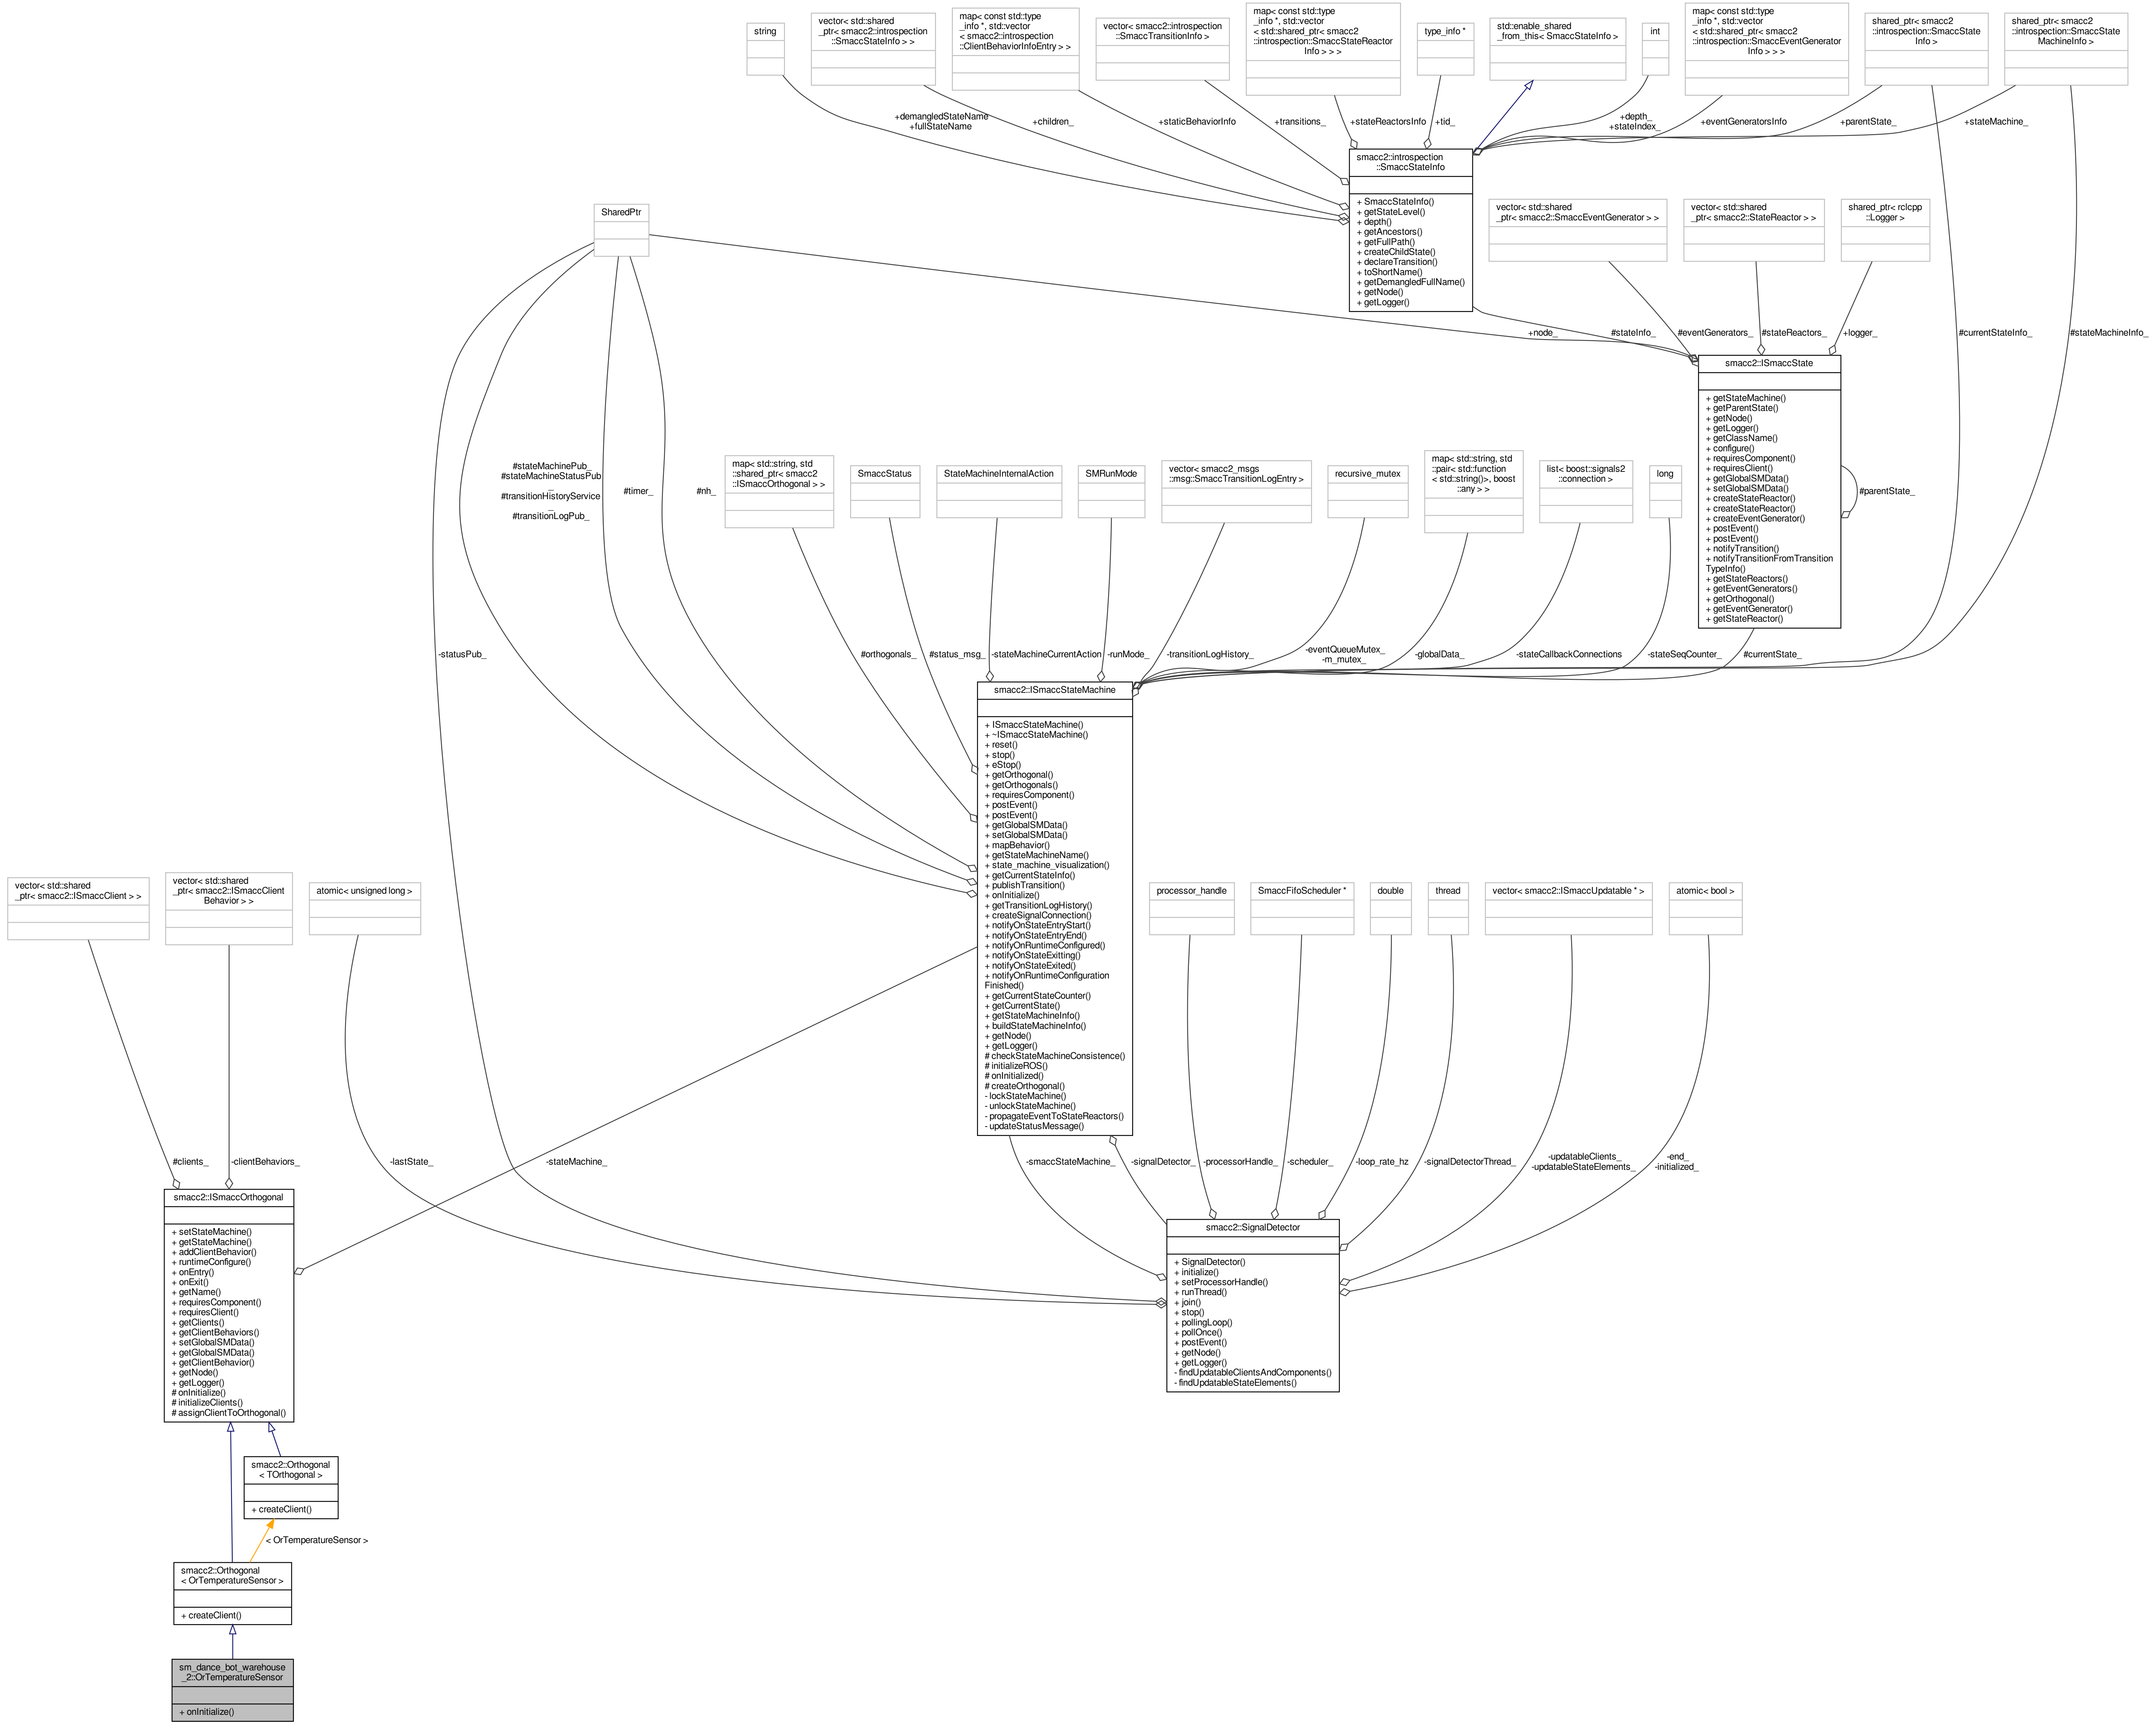 string
vector< std::shared
_ptr< smacc2::introspection
::SmaccStateInfo > >
map< const std::type
_info *, std::vector
< smacc2::introspection
::ClientBehaviorInfoEntry > >
vector< smacc2::introspection
::SmaccTransitionInfo >
map< const std::type
_info *, std::vector
< std::shared_ptr< smacc2
::introspection::SmaccStateReactor
Info > > >
type_info *
std::enable_shared
_from_this< SmaccStateInfo >
int
map< const std::type
_info *, std::vector
< std::shared_ptr< smacc2
::introspection::SmaccEventGenerator
Info > > >
shared_ptr< smacc2
::introspection::SmaccState
Info >
shared_ptr< smacc2
::introspection::SmaccState
MachineInfo >
+demangledStateName
+fullStateName
+children_
+staticBehaviorInfo
+transitions_
+stateReactorsInfo
+tid_
+depth_
+stateIndex_
+eventGeneratorsInfo
+parentState_
+stateMachine_
smacc2::introspection
::SmaccStateInfo
+ SmaccStateInfo()
+ getStateLevel()
+ depth()
+ getAncestors()
+ getFullPath()
+ createChildState()
+ declareTransition()
+ toShortName()
+ getDemangledFullName()
+ getNode()
+ getLogger()
SharedPtr
vector< std::shared
_ptr< smacc2::SmaccEventGenerator > >
vector< std::shared
_ptr< smacc2::StateReactor > >
shared_ptr< rclcpp
::Logger >
+node_
#stateInfo_
#eventGenerators_
#stateReactors_
+logger_
#currentStateInfo_
#stateMachineInfo_
smacc2::ISmaccState
+ getStateMachine()
+ getParentState()
+ getNode()
+ getLogger()
+ getClassName()
+ configure()
+ requiresComponent()
+ requiresClient()
+ getGlobalSMData()
+ setGlobalSMData()
+ createStateReactor()
+ createStateReactor()
+ createEventGenerator()
+ postEvent()
+ postEvent()
+ notifyTransition()
+ notifyTransitionFromTransition
TypeInfo()
+ getStateReactors()
+ getEventGenerators()
+ getOrthogonal()
+ getEventGenerator()
+ getStateReactor()
#parentState_
#stateMachinePub_
#stateMachineStatusPub
_
#transitionHistoryService
_
#transitionLogPub_
#timer_
#nh_
map< std::string, std
::shared_ptr< smacc2
::ISmaccOrthogonal > >
SmaccStatus
StateMachineInternalAction
SMRunMode
vector< smacc2_msgs
::msg::SmaccTransitionLogEntry >
recursive_mutex
map< std::string, std
::pair< std::function
< std::string()>, boost
::any > >
list< boost::signals2
::connection >
long
-statusPub_
#orthogonals_
#status_msg_
-stateMachineCurrentAction
-runMode_
-transitionLogHistory_
-eventQueueMutex_
-m_mutex_
-globalData_
-stateCallbackConnections
-stateSeqCounter_
#currentState_
smacc2::ISmaccStateMachine
+ ISmaccStateMachine()
+ ~ISmaccStateMachine()
+ reset()
+ stop()
+ eStop()
+ getOrthogonal()
+ getOrthogonals()
+ requiresComponent()
+ postEvent()
+ postEvent()
+ getGlobalSMData()
+ setGlobalSMData()
+ mapBehavior()
+ getStateMachineName()
+ state_machine_visualization()
+ getCurrentStateInfo()
+ publishTransition()
+ onInitialize()
+ getTransitionLogHistory()
+ createSignalConnection()
+ notifyOnStateEntryStart()
+ notifyOnStateEntryEnd()
+ notifyOnRuntimeConfigured()
+ notifyOnStateExitting()
+ notifyOnStateExited()
+ notifyOnRuntimeConfiguration
Finished()
+ getCurrentStateCounter()
+ getCurrentState()
+ getStateMachineInfo()
+ buildStateMachineInfo()
+ getNode()
+ getLogger()
# checkStateMachineConsistence()
# initializeROS()
# onInitialized()
# createOrthogonal()
- lockStateMachine()
- unlockStateMachine()
- propagateEventToStateReactors()
- updateStatusMessage()
vector< std::shared
_ptr< smacc2::ISmaccClient > >
vector< std::shared
_ptr< smacc2::ISmaccClient
Behavior > >
atomic< unsigned long >
processor_handle
SmaccFifoScheduler *
double
thread
vector< smacc2::ISmaccUpdatable * >
atomic< bool >
#clients_
-clientBehaviors_
-lastState_
-stateMachine_
-smaccStateMachine_
-signalDetector_
-processorHandle_
-scheduler_
-loop_rate_hz
-signalDetectorThread_
-updatableClients_
-updatableStateElements_
-end_
-initialized_
smacc2::ISmaccOrthogonal
+ setStateMachine()
+ getStateMachine()
+ addClientBehavior()
+ runtimeConfigure()
+ onEntry()
+ onExit()
+ getName()
+ requiresComponent()
+ requiresClient()
+ getClients()
+ getClientBehaviors()
+ setGlobalSMData()
+ getGlobalSMData()
+ getClientBehavior()
+ getNode()
+ getLogger()
# onInitialize()
# initializeClients()
# assignClientToOrthogonal()
smacc2::SignalDetector
+ SignalDetector()
+ initialize()
+ setProcessorHandle()
+ runThread()
+ join()
+ stop()
+ pollingLoop()
+ pollOnce()
+ postEvent()
+ getNode()
+ getLogger()
- findUpdatableClientsAndComponents()
- findUpdatableStateElements()
smacc2::Orthogonal
< TOrthogonal >
+ createClient()
< OrTemperatureSensor >
smacc2::Orthogonal
< OrTemperatureSensor >
+ createClient()
sm_dance_bot_warehouse
_2::OrTemperatureSensor
+ onInitialize()